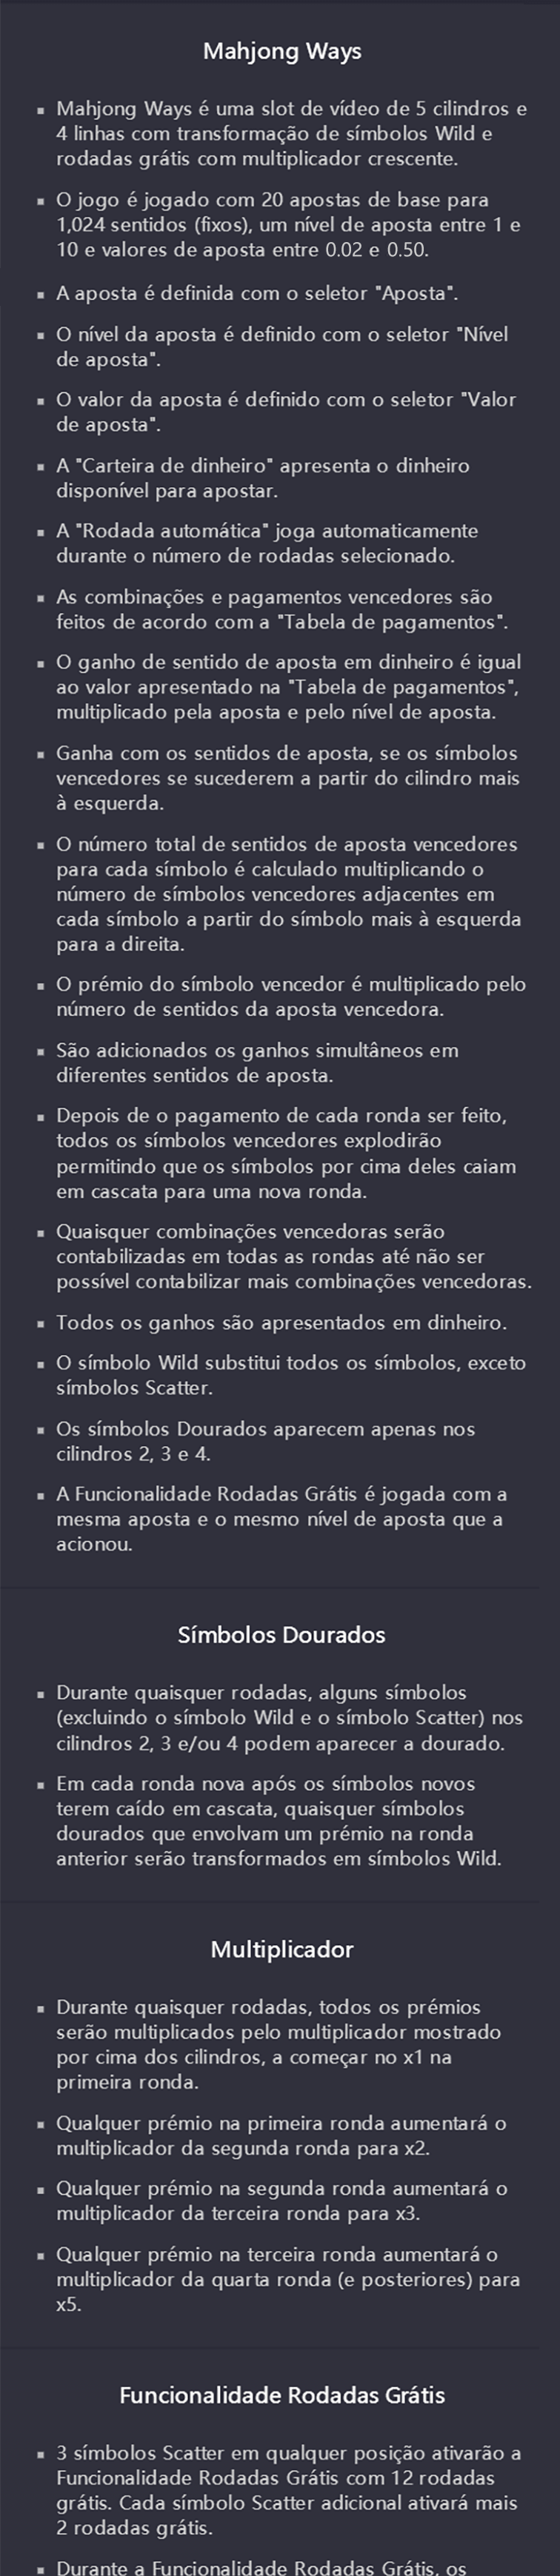 Mahjong Ways
▪ Mahjong Ways é uma slot de vídeo de 5 cilindros e
4 linhas com transformação de símbolos Wild e
rodadas grátis com multiplicador crescente.
▪ O jogo é jogado com 20 apostas de base para
1,024 sentidos (fixos), um nível de aposta entre 1 e
10 e valores de aposta entre 0.02 e 0.50.
▪ A aposta é definida com o seletor "Aposta".
▪ O nível da aposta é definido com o seletor "Nível
de aposta".
▪ O valor da aposta é definido com o seletor "Valor
de aposta".
▪ A "Carteira de dinheiro" apresenta o dinheiro
disponível para apostar.
▪ A "Rodada automática" joga automaticamente
durante o número de rodadas selecionado.
▪ As combinações e pagamentos vencedores são
feitos de acordo com a "Tabela de pagamentos".
▪ O ganho de sentido de aposta em dinheiro é igual
ao valor apresentado na "Tabela de pagamentos",
multiplicado pela aposta e pelo nível de aposta.
▪ Ganha com os sentidos de aposta, se os símbolos
vencedores se sucederem a partir do cilindro mais
à esquerda.
▪ O número total de sentidos de aposta vencedores
para cada símbolo é calculado multiplicando o
número de símbolos vencedores adjacentes em
cada símbolo a partir do símbolo mais à esquerda
para a direita.
▪ O prémio do símbolo vencedor é multiplicado pelo
número de sentidos da aposta vencedora.
▪ São adicionados os ganhos simultâneos em
diferentes sentidos de aposta.
▪ Depois de o pagamento de cada ronda ser feito,
todos os símbolos vencedores explodirão
permitindo que os símbolos por cima deles caiam
em cascata para uma nova ronda.
▪ Quaisquer combinações vencedoras serão
contabilizadas em todas as rondas até não ser
possível contabilizar mais combinações vencedoras.
▪ Todos os ganhos são apresentados em dinheiro.
▪ O símbolo Wild substitui todos os símbolos, exceto
símbolos Scatter.
▪ Os símbolos Dourados aparecem apenas nos
cilindros 2, 3 e 4.
▪ A Funcionalidade Rodadas Grátis é jogada com a
mesma aposta e o mesmo nível de aposta que a
acionou.
Símbolos Dourados
▪ Durante quaisquer rodadas, alguns símbolos
(excluindo o símbolo Wild e o símbolo Scatter) nos
cilindros 2, 3 e/ou 4 podem aparecer a dourado.
▪ Em cada ronda nova após os símbolos novos
terem caído em cascata, quaisquer símbolos
dourados que envolvam um prémio na ronda
anterior serão transformados em símbolos Wild.
Multiplicador
▪ Durante quaisquer rodadas, todos os prémios
serão multiplicados pelo multiplicador mostrado
por cima dos cilindros, a começar no x1 na
primeira ronda.
▪ Qualquer prémio na primeira ronda aumentará o
multiplicador da segunda ronda para x2.
▪ Qualquer prémio na segunda ronda aumentará o
multiplicador da terceira ronda para x3.
▪ Qualquer prémio na terceira ronda aumentará o
multiplicador da quarta ronda (e posteriores) para
x5.
Funcionalidade Rodadas Grátis
▪ 3 símbolos Scatter em qualquer posição ativarão a
Funcionalidade Rodadas Grátis com 12 rodadas
grátis. Cada símbolo Scatter adicional ativará mais
2 rodadas grátis.
▪ Durante a Funcionalidade Rodadas Grátis, os